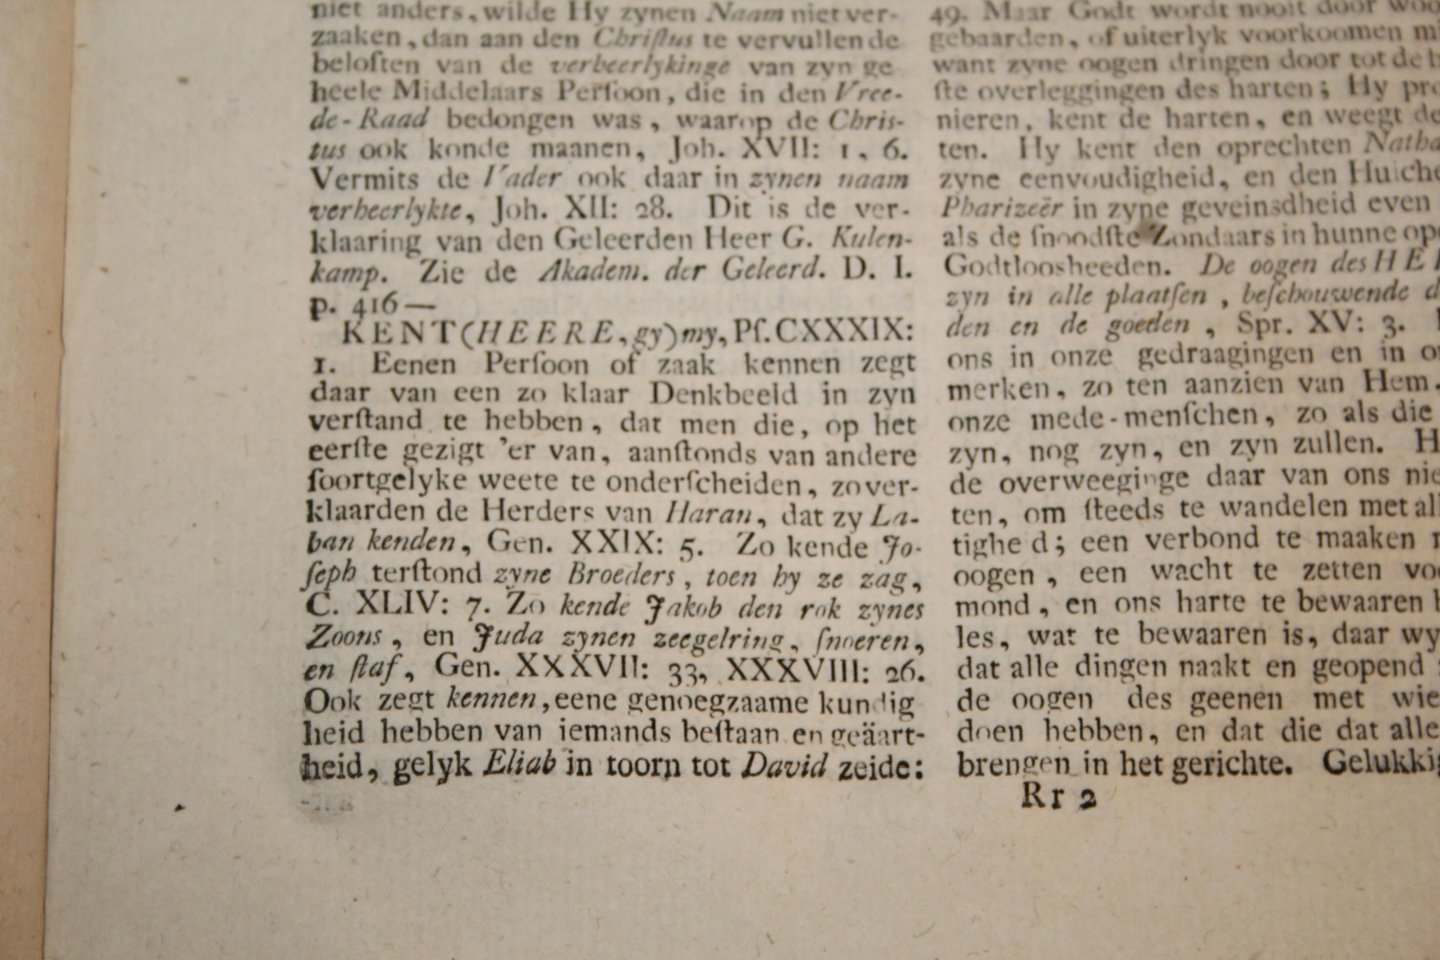 niet anders, wilde Hy zynen Naam niet ver-
zaaken, dan aan den Chriſtus te vervullen de
beloften van de verheerlykinge van zyn ge
heele Middelaars Perſoon, die in den Vree-
de-Raad bedongen was, waarop de Chris-
tus ook konde maanen, Joh. XVII: 1, 6.
Vermits de Vader ook daar in zynen naam
verheerlykte, Joh. XII: 28. Dit is de ver-
klaaring van den Geleerden Heer G. Kulen-
kamp. Zie de Akadem. der Geleerd. D. I.
p. 416—
KENT (HEERE, gy) my, Pſ. CXXXIX:
1. Eenen Perſoon of zaak kennen zegt
daar van een zo klaar Denkbeeld in zyn
verſtand te hebben, dat men die, op het
eerſte gezigt 'er van, aanſtonds van andere
ſoortgelyke weete te onderſcheiden, zo ver-
klaarden de Herders van Haran, dat zy La-
ban kenden, Gen. XXIX: 5. Zo kende Jo-
ſeph terſtond zyne Broeders, toen hy ze zag,
C. XLIV: 7. Zo kende Jakob den rok zynes
Zoons, en Juda zynen zeegelring, ſnoeren,
en ſtaf, Gen. XXXVII: 33, XXXVIII: 26.
Ook zegt kennen, eene genoegzaame kundig
heid hebben van iemands beſtaan en geäart-
heid, gelyk Eliab in toorn tot David zeide:
49. Maar Godt wordt nooit door
gebaarden, of uiterlyk voorkoomen
want zyne oogen dringen door tot de
ſte overleggingen des harten; Hy
nieren, kent de harten, en weegt
ten. Hy kent den oprechten
zyne eenvoudigheid, en den
Pharizeër in zyne geveinsdheid even
als de ſnoodſte Zondaars in hunne
Godtloosheeden. De oogen des
zyn in alle plaatſen, beſchouwende
den en de goeden, Spr. XV: 3.
ons in onze gedraagingen en in
merken, zo ten aanzien van Hem,
onze mede-menſchen, zo als die
zyn, nog zyn, en zyn zullen.
de overweeginge daar van ons
ten, om ſteeds te wandelen met
tighe d; een verbond te maaken
oogen, een wacht te zetten
mond, en ons harte te bewaaren
les, wat te bewaaren is, daar
dat alle dingen naakt en geopend
de oogen des geenen met
doen hebben, en dat die dat alle
brengen in het gerichte.
Rr 2